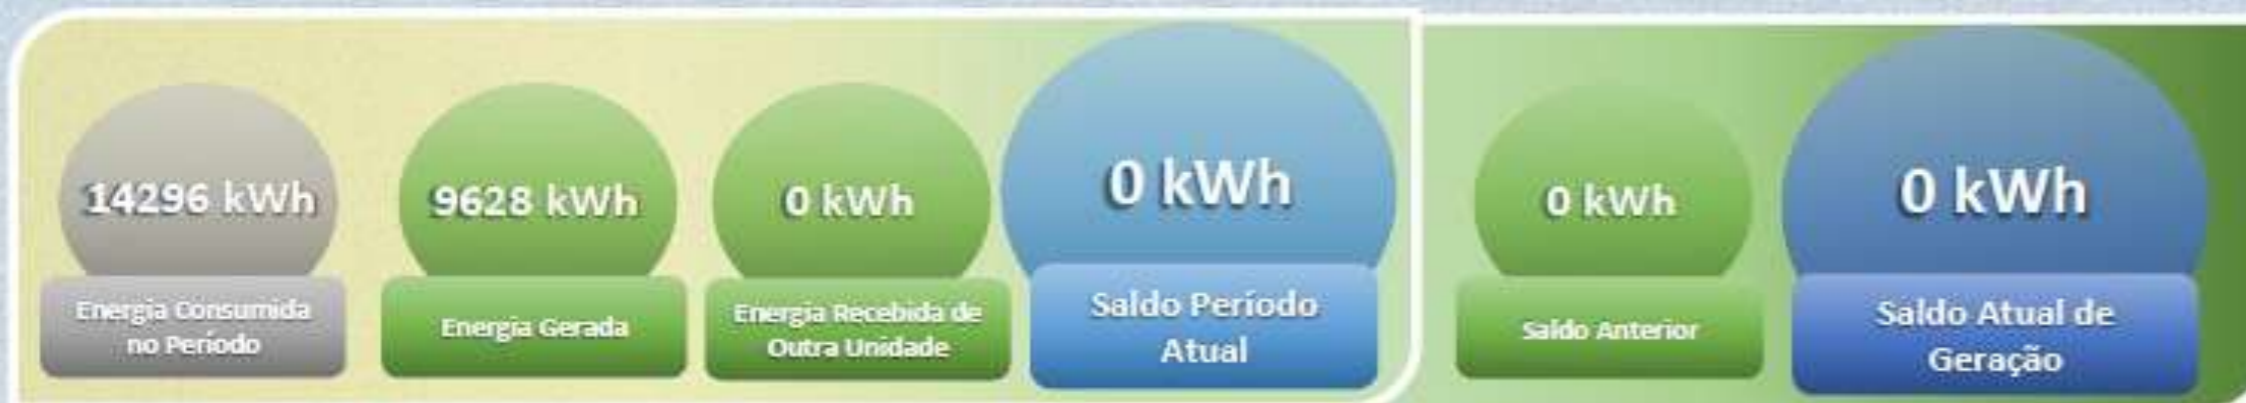 14296 kWh
Energia Consumida
no Período
9628 kWh
Energia Gerada
0 kWh
Energia Recebida de
Outra Unidade
0 kWh
Saldo Período
Atual
0 kWh
Saldo Anterior
0 kWh
Saldo Atual de
Geração